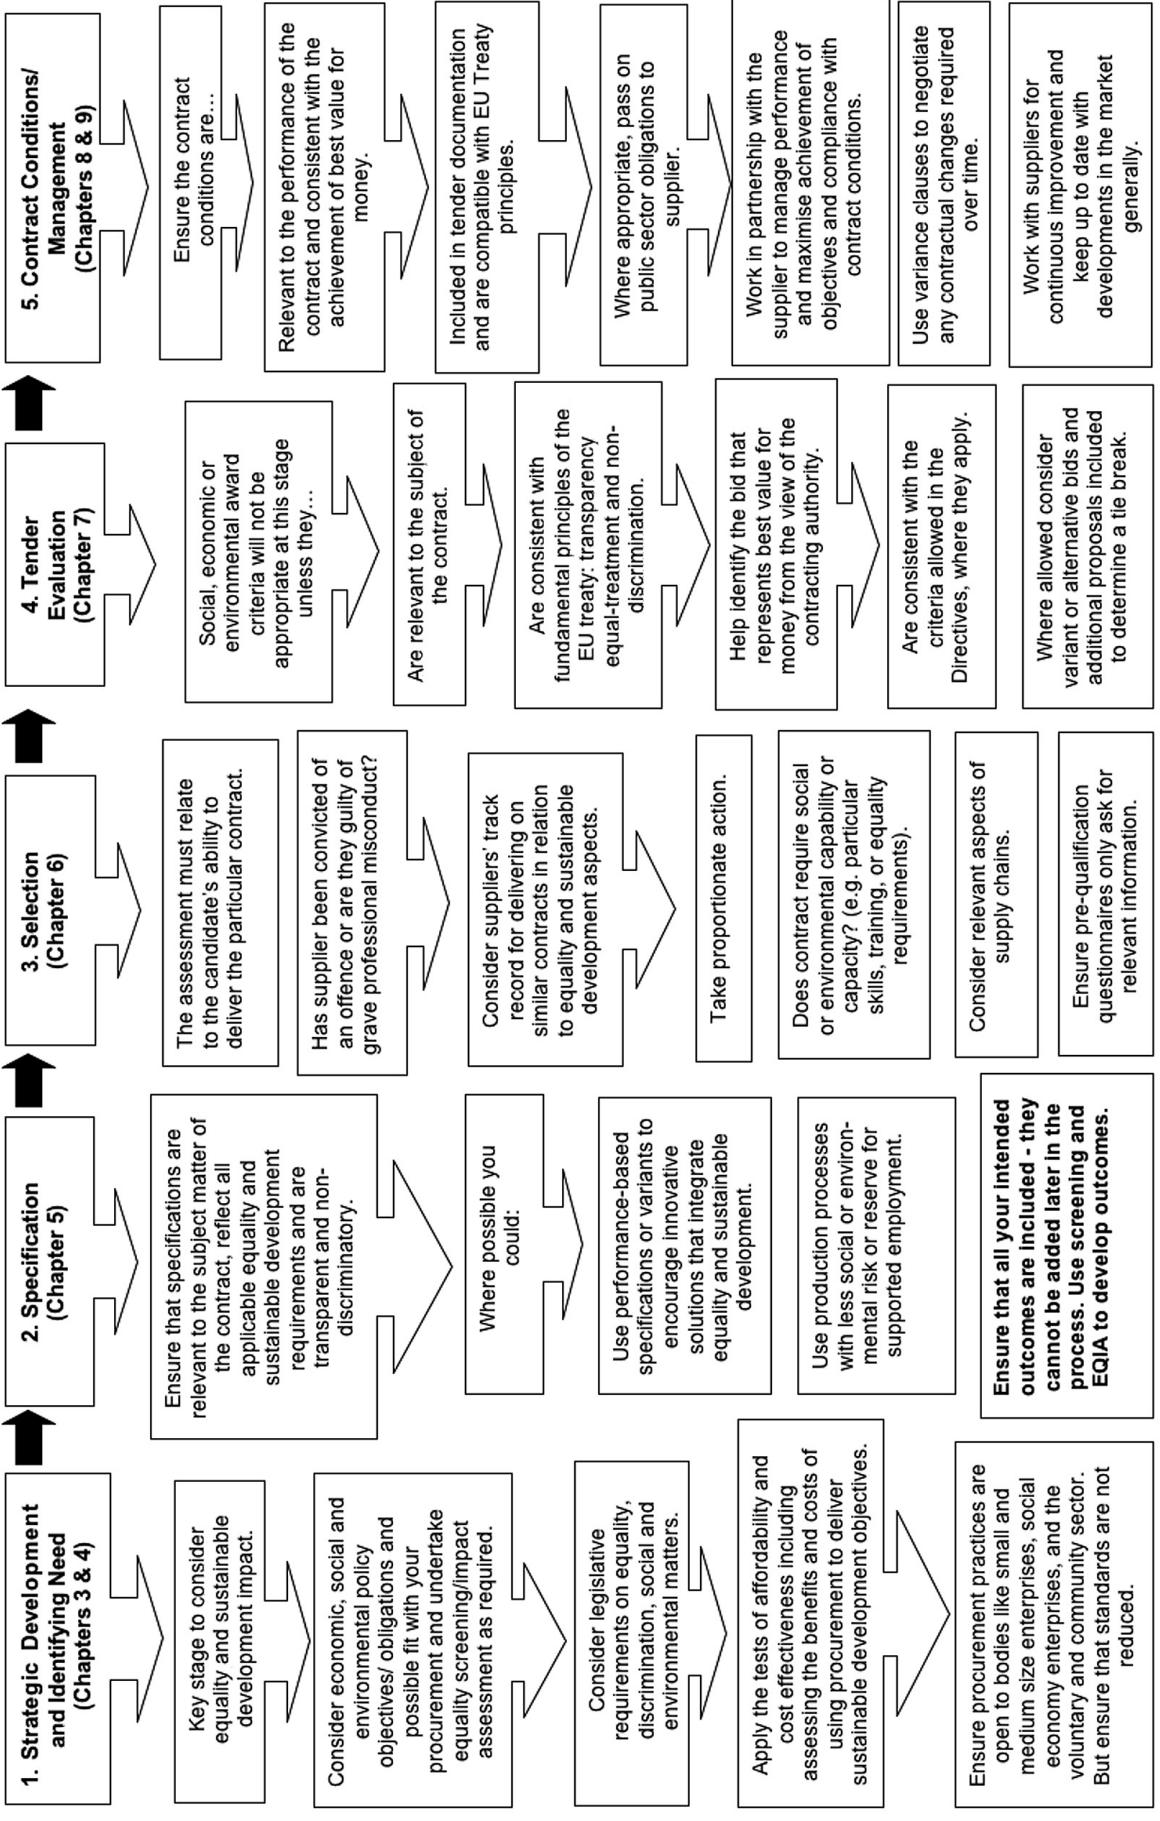 1. Strategic Development
and Identifying Need
(Chapters 3 & 4)
Key stage to consider
equality and sustainable
development impact.
Consider economic, social and
environmental policy
objectives/ obligations and
possible fit with your
procurement and undertake
equality screening/impact
assessment as required.
Consider legislative
requirements on equality,
discrimination, social and
environmental matters.
Apply the tests of affordability and
cost effectiveness including
assessing the benefits and costs of
using procurement to deliver
sustainable development objectives.
Ensure procurement practices are
open to bodies like small and
medium size enterprises, social
economy enterprises, and the
voluntary and community sector.
But ensure that standards are not
reduced.
2. Specification
(Chapter 5)
Ensure that specifications are
relevant to the subject matter of
the contract, reflect all
applicable equality and
sustainable development
requirements and are
transparent and non-
discriminatory.
Where possible you
could:
Use performance-based
specifications or variants to
encourage innovative
solutions that integrate
equality and sustainable
development.
Use production processes
with less social or environ-
mental risk or reserve for
supported employment.
Ensure that all your intended
outcomes are included - they
cannot be added later in the
process. Use screening and
EQIA to develop outcomes.
3. Selection
(Chapter 6)
The assessment must relate
to the candidate's ability to
deliver the particular contract.
Has supplier been convicted of
an offence or are they guilty of
grave professional misconduct?
Consider suppliers' track
record for delivering on
similar contracts in relation
to equality and sustainable
development aspects.
Take proportionate action.
Does contract require social
or environmental capability or
capacity? (e.g. particular
skills, training, or equality
requirements).
Consider relevant aspects of
supply chains.
Ensure pre-qualification
questionnaires only ask for
relevant information.
4. Tender
Evaluation
(Chapter 7)
Social, economic or
environmental award
criteria will not be
appropriate at this stage
unless they…
Are relevant to the subject of
the contract.
Are consistent with
fundamental principles of the
EU treaty: transparency
equal-treatment and non-
discrimination.
Help identify the bid that
represents best value for
money from the view of the
contracting authority.
Are consistent with the
criteria allowed in the
Directives, where they apply.
Where allowed consider
variant or alternative bids and
additional proposals included
to determine a tie break.
5. Contract Conditions/
Management
(Chapters 8 & 9)
Ensure the contract
conditions are…
Relevant to the performance of the
contract and consistent with the
achievement of best value for
money.
Included in tender documentation
and are compatible with EU Treaty
principles.
Where appropriate, pass on
public sector obligations to
supplier.
Work in partnership with the
supplier to manage performance
and maximise achievement of
objectives and compliance with
contract conditions.
Use variance clauses to negotiate
any contractual changes required
over time.
Work with suppliers for
continuous improvement and
keep up to date with
developments in the market
generally.